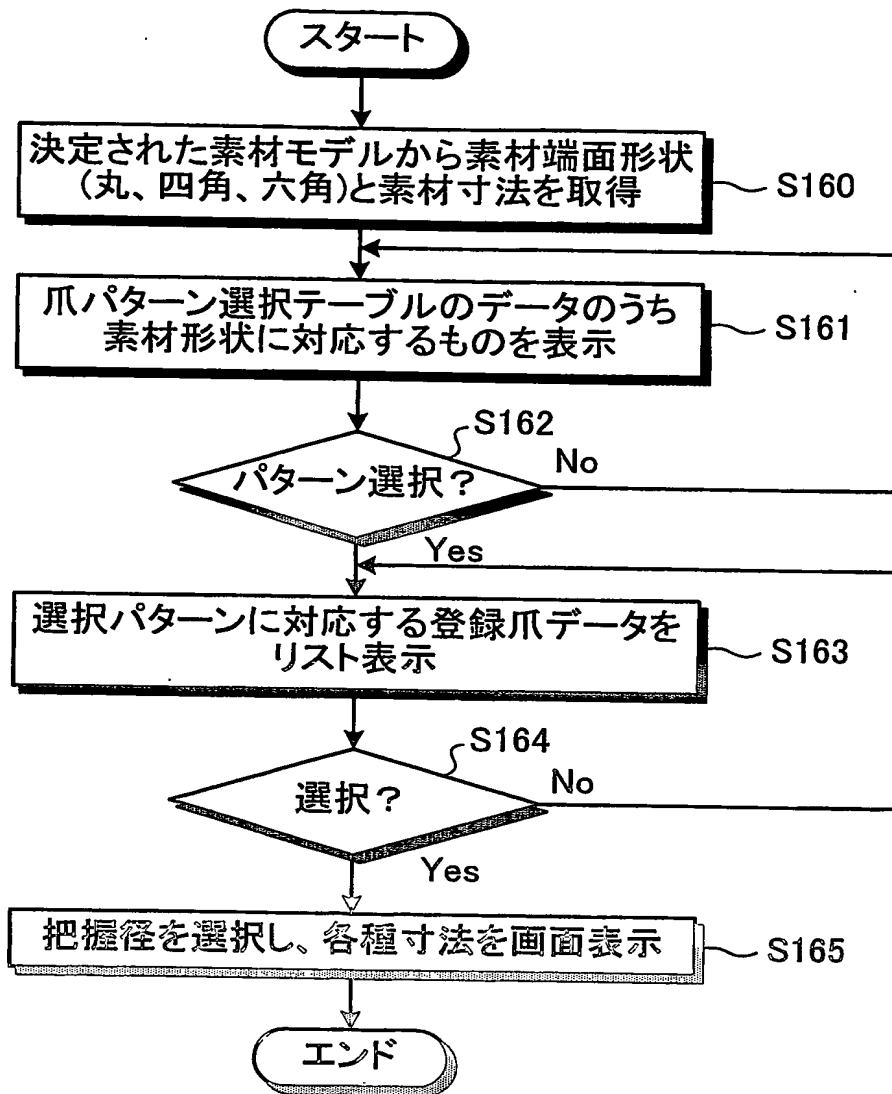 スタート
決定された素材モデルから素材端面形状
(丸、四角、六角)と素材寸法を取得
S160
爪パターン選択テーブルのデータのうち
素材形状に対応するものを表示
S161
S162
パターン選択？
No
Yes
選択パターンに対応する登録爪データを
リスト表示
S163
S164
選択？
No
Yes
把握径を選択し、各種寸法を画面表示
S165
エンド